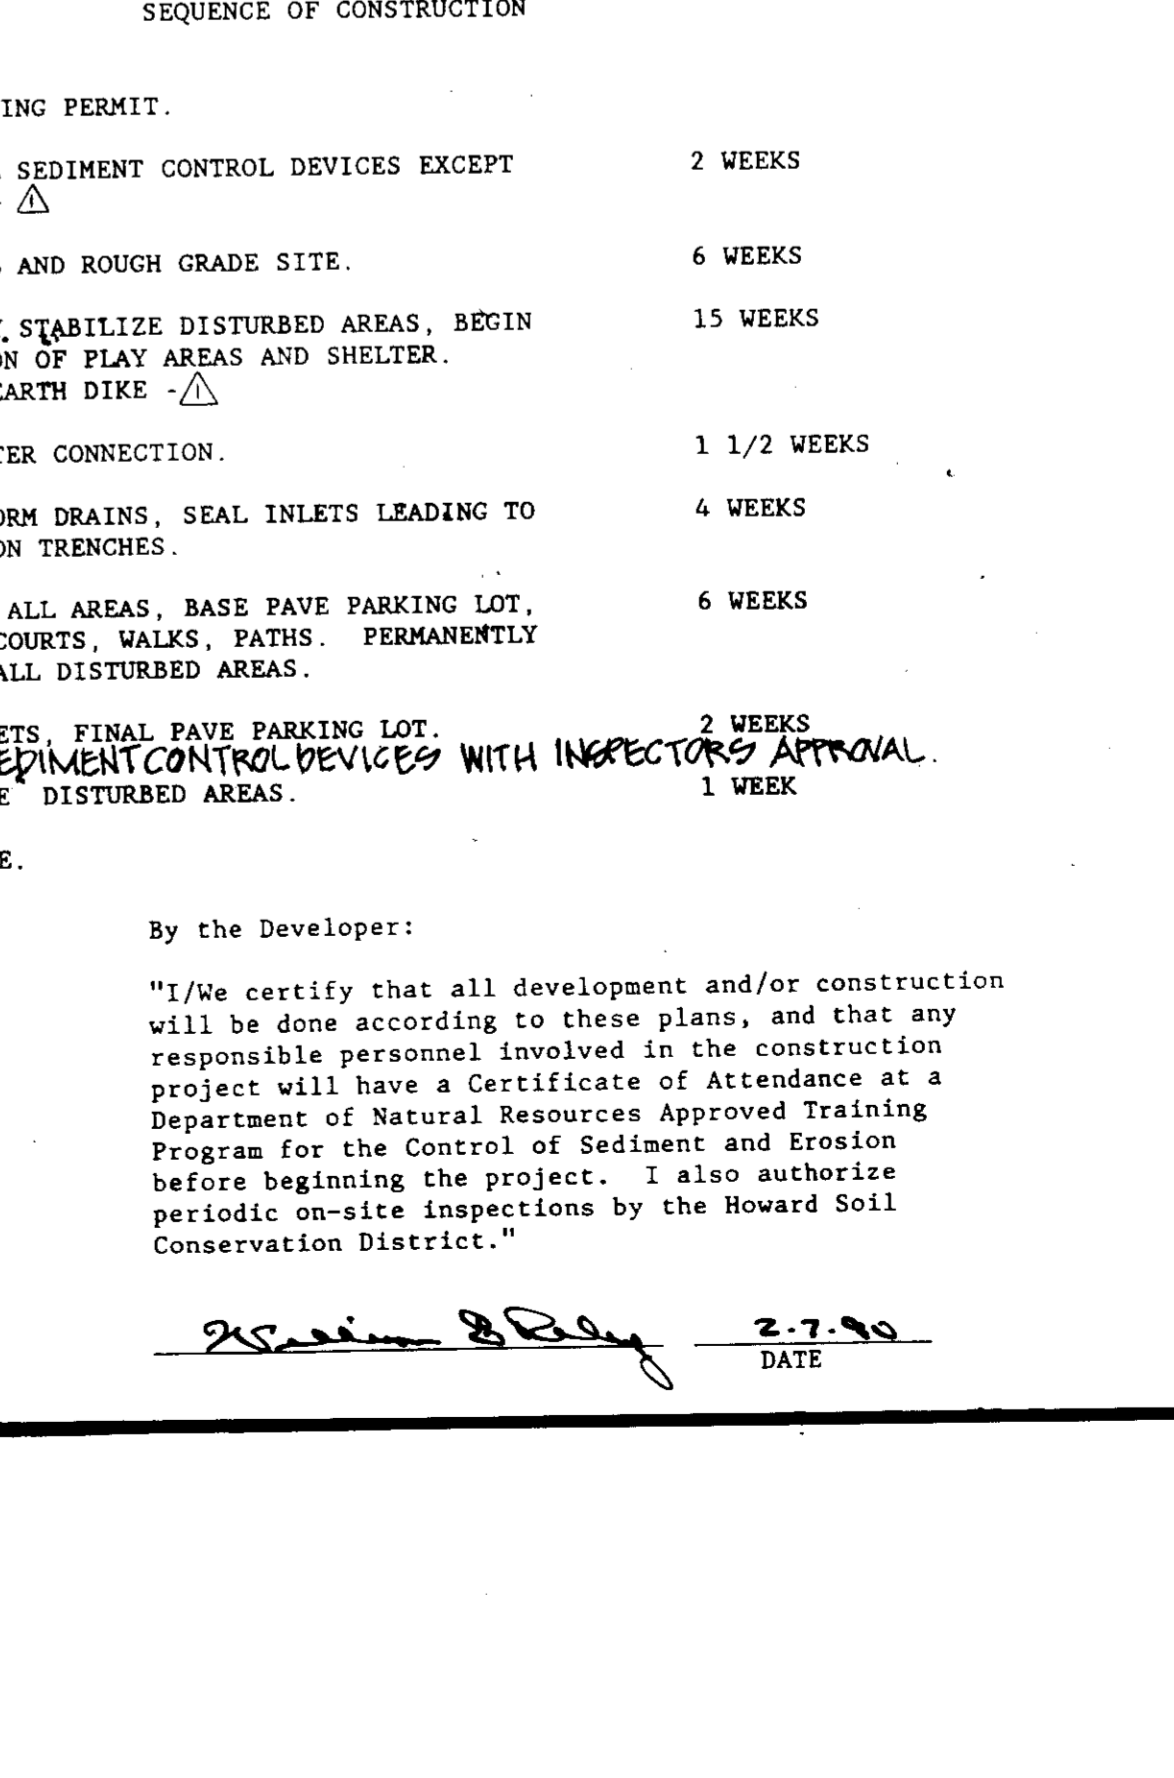 SEQUENCE OF CONSTRUCTION
ING PERMIT.
SEDIMENT CONTROL DEVICES EXCEPT 2 WEEKS
- 1
AND ROUGH GRADE SITE. 6 WEEKS
. STABILIZE DISTURBED AREAS, BEGIN 15 WEEKS
ON OF PLAY AREAS AND SHELTER.
EARTH DIKE - 1
TER CONNECTION. 1 1/2 WEEKS
ORM DRAINS, SEAL INLETS LEADING TO 4 WEEKS
ON TRENCHES.
ALL AREAS, BASE PAVE PARKING LOT, 6 WEEKS
COURTS, WALKS, PATHS. PERMANENTLY
ALL DISTURBED AREAS.
ETS, FINAL PAVE PARKING LOT. 2 WEEKS
EDIMENT CONTROL DEVICES WITH INSPECTORS APPROVAL.
E DISTURBED AREAS. 1 WEEK
E.
By the Developer:
"I/We certify that all development and/or construction
will be done according to these plans, and that any
responsible personnel involved in the construction
project will have a Certificate of Attendance at a
Department of Natural Resources Approved Training
Program for the Control of Sediment and Erosion
before beginning the project. I also authorize
periodic on-site inspections by the Howard Soil
Conservation District."
William 2.7.90
DATE